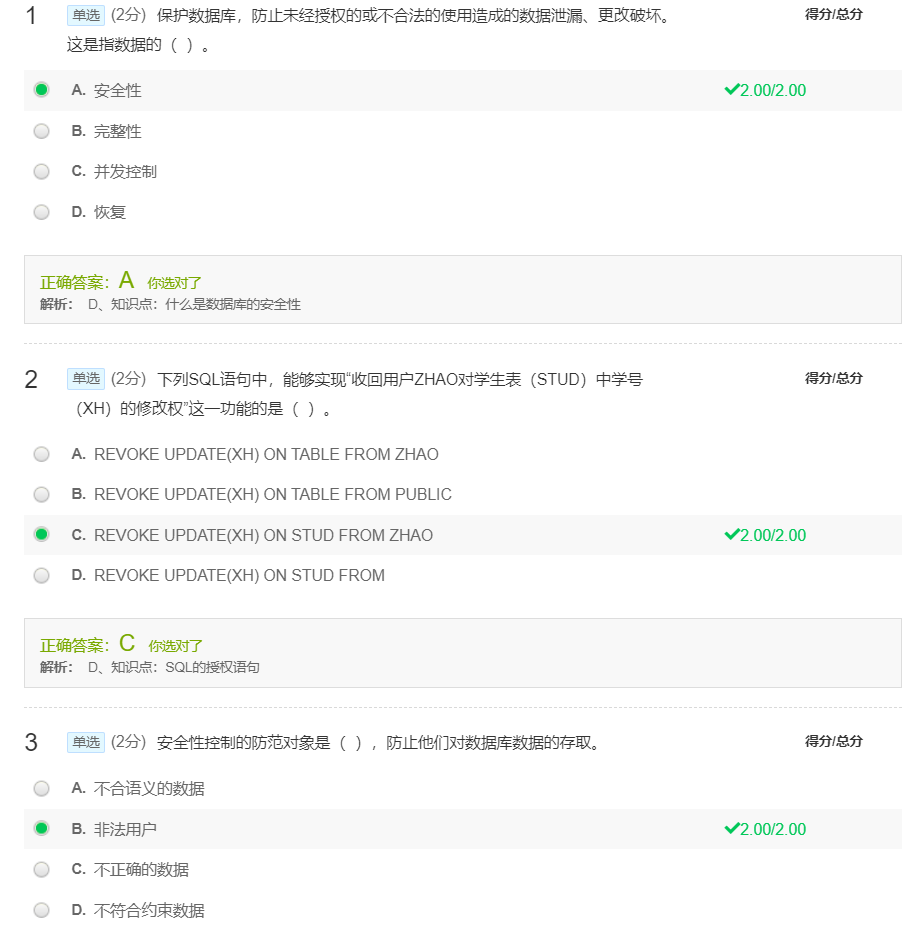 1 单选 (2分) 保护数据库，防止未经授权的或不合法的使用造成的数据泄漏、更改破坏。 得分/总分
这是指数据的（ ）。
A. 安全性 2.00/2.00
B. 完整性
C. 并发控制
D. 恢复
正确答案：A 你选对了
解析： D、知识点：什么是数据库的安全性
2 单选 (2分) 下列SQL语句中，能够实现“收回用户ZHAO对学生表（STUD）中学号 得分/总分
（XH）的修改权”这一功能的是（ ）。
A. REVOKE UPDATE(XH) ON TABLE FROM ZHAO
B. REVOKE UPDATE(XH) ON TABLE FROM PUBLIC
C. REVOKE UPDATE(XH) ON STUD FROM ZHAO 2.00/2.00
D. REVOKE UPDATE(XH) ON STUD FROM
正确答案：C 你选对了
解析： D、知识点：SQL的授权语句
3 单选 (2分) 安全性控制的防范对象是（ ），防止他们对数据库数据的存取。 得分/总分
A. 不合语义的数据
B. 非法用户 2.00/2.00
C. 不正确的数据
D. 不符合约束数据